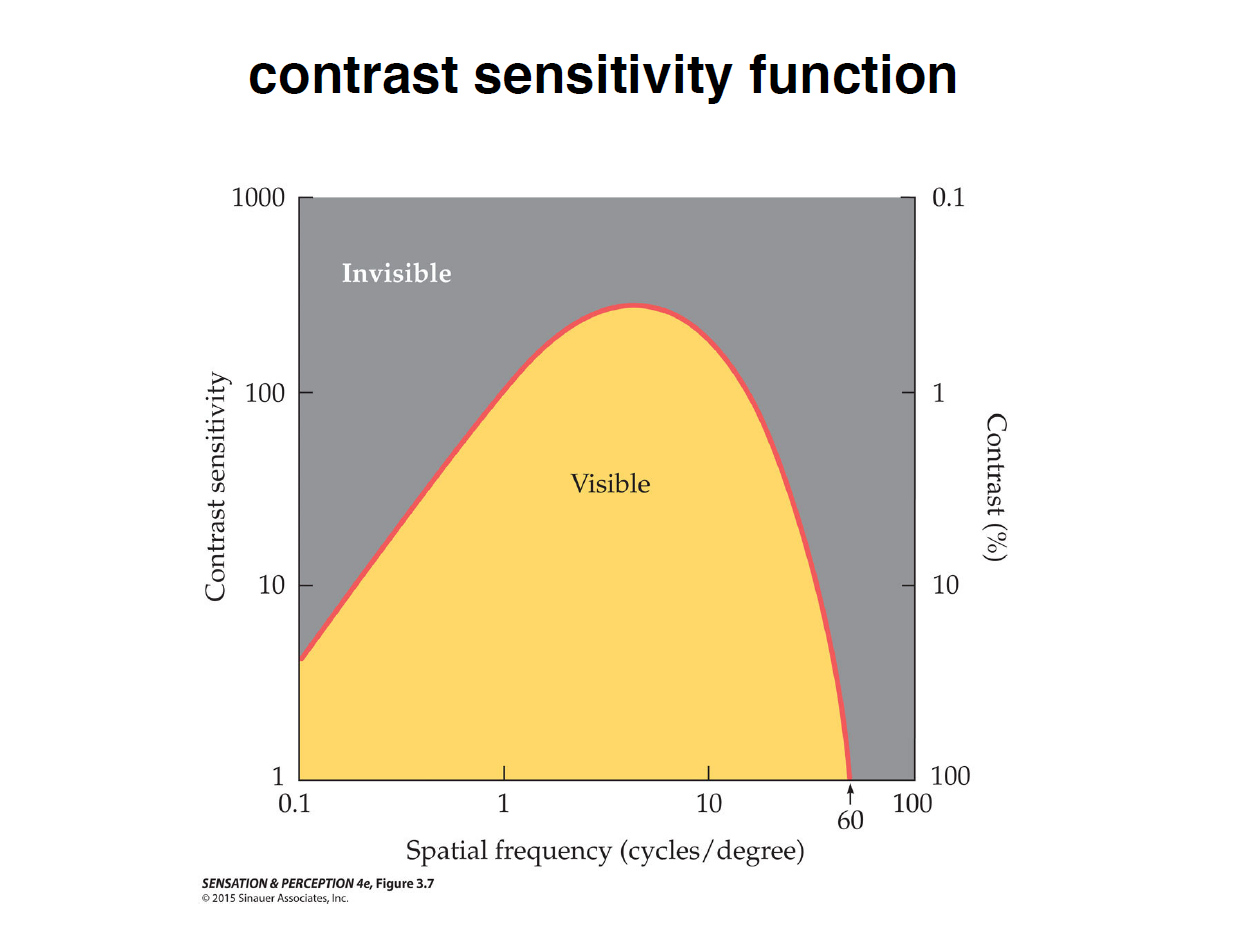 contrast sensitivity function
1000
0.1
Invisible
100
1
Contrast sensitivity
Contrast (%)
Visible
10
10
1
100
0.1
1
10
100
60
Spatial frequency (cycles/degree)
SENSATION & PERCEPTION 4e, Figure 3.7
© 2015 Sinauer Associates, Inc.